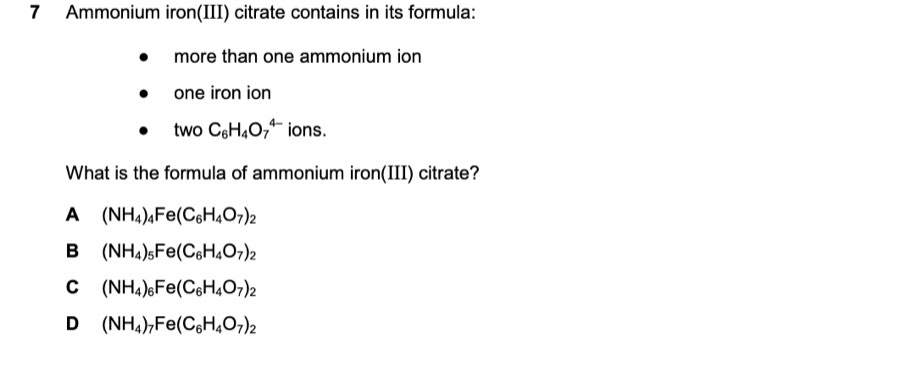 7 Ammonium iron(III) citrate contains in its formula:
• more than one ammonium ion
• one iron ion
• two C₆H₄O₇⁴⁻ ions.
What is the formula of ammonium iron(III) citrate?
A (NH₄)₄Fe(C₆H₄O₇)₂
B (NH₄)₅Fe(C₆H₄O₇)₂
C (NH₄)₆Fe(C₆H₄O₇)₂
D (NH₄)₇Fe(C₆H₄O₇)₂